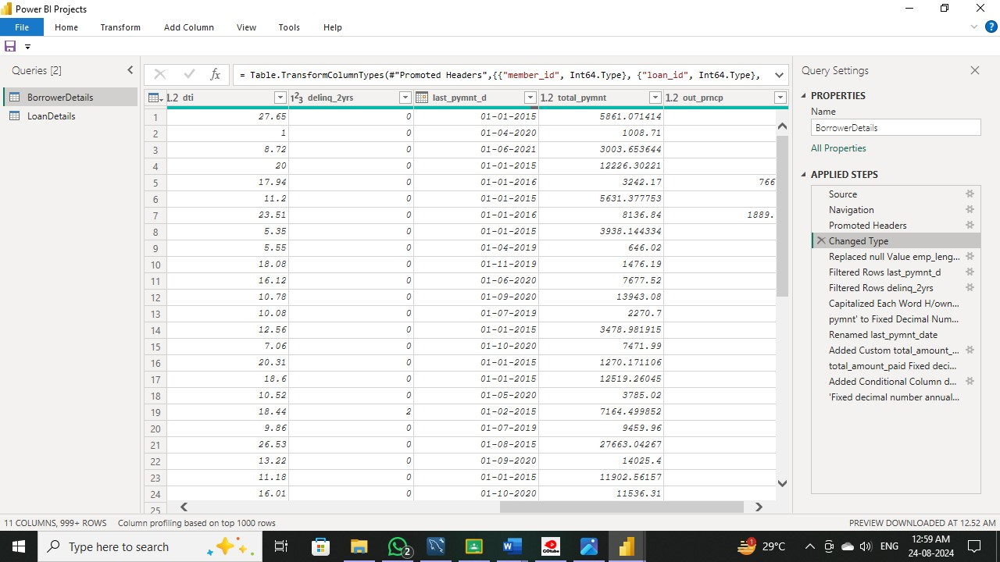 Power BI Projects
File Home Transform Add Column View Tools Help
Queries [2]
BorrowerDetails
LoanDetails
fx = Table.TransformColumnTypes(#"Promoted Headers",{{"member_id", Int64.Type}, {"loan_id", Int64.Type},
1.2 dti 1²3 delinq_2yrs last_pymnt_d 1.2 total_pymnt 1.2 out_prncp
1 27.65 0 01-01-2015 5861.071414
2 1 0 01-04-2020 1008.71
3 8.72 0 01-06-2021 3003.653644
4 20 0 01-01-2015 12226.30221
5 17.94 0 01-01-2016 3242.17 766
6 11.2 0 01-01-2015 5631.377753
7 23.51 0 01-01-2016 8136.84 1889.
8 5.35 0 01-01-2015 3938.144334
9 5.55 0 01-04-2019 646.02
10 18.08 0 01-11-2019 1476.19
11 16.12 0 01-06-2020 7677.52
12 10.78 0 01-09-2020 13943.08
13 10.08 0 01-07-2019 2270.7
14 12.56 0 01-01-2015 3478.981915
15 7.06 0 01-10-2020 7471.99
16 20.31 0 01-01-2015 1270.171106
17 18.6 0 01-01-2015 12519.26045
18 10.52 0 01-05-2020 3785.02
19 18.44 2 01-02-2015 7164.499852
20 9.86 0 01-07-2019 9459.96
21 26.53 0 01-08-2015 27663.04267
22 13.22 0 01-09-2020 14025.4
23 11.18 0 01-01-2015 11902.56157
24 16.01 0 01-10-2020 11536.31
25
Query Settings
PROPERTIES
Name
BorrowerDetails
All Properties
APPLIED STEPS
Source
Navigation
Promoted Headers
Changed Type
Replaced null Value emp_leng...
Filtered Rows last_pymnt_d
Filtered Rows delinq_2yrs
Capitalized Each Word H/own...
pymnt' to Fixed Decimal Num...
Renamed last_pymnt_date
Added Custom total_amount_...
total_amount_paid Fixed deci...
Added Conditional Column d...
'Fixed decimal number annual...
11 COLUMNS, 999+ ROWS Column profiling based on top 1000 rows PREVIEW DOWNLOADED AT 12.52 AM
Type here to search 2 W GOtube 1 29°C ENG 12:59 AM
24-08-2024